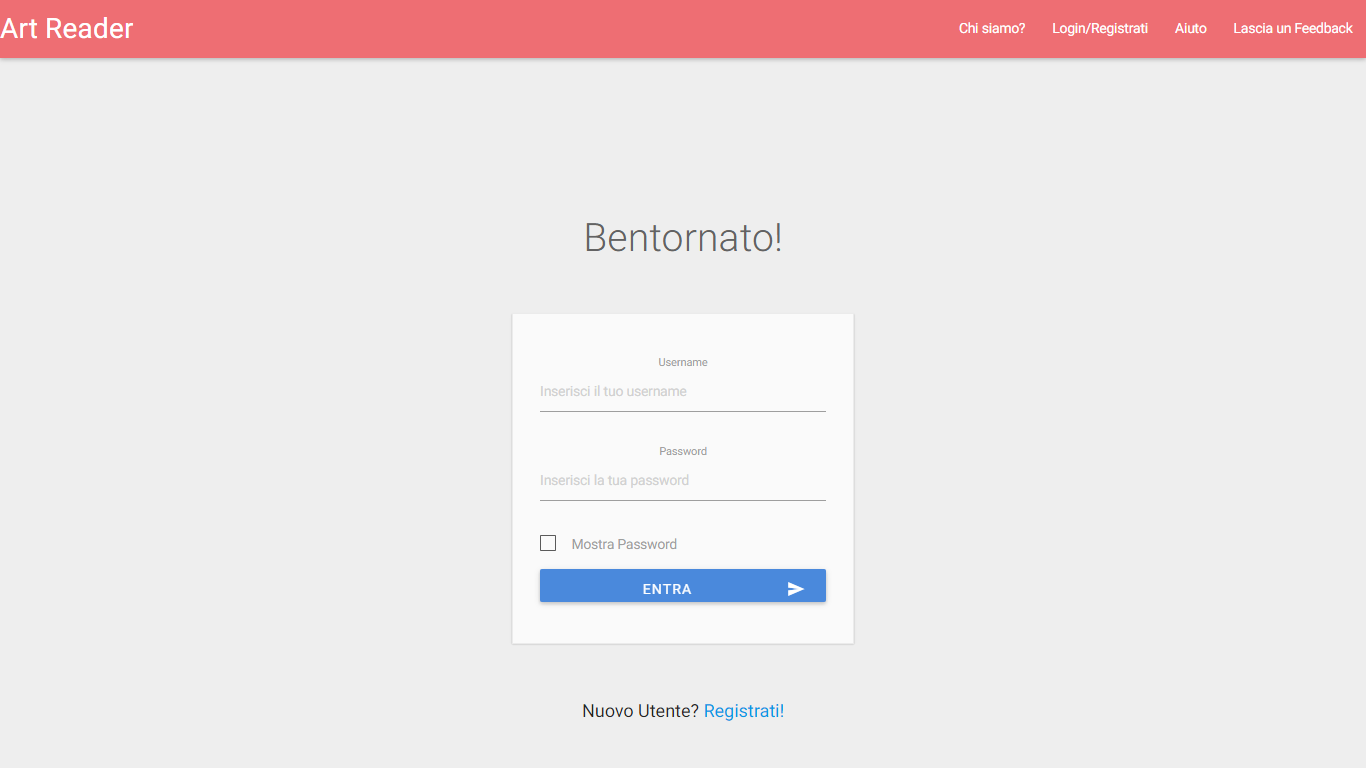 Art Reader
Chi siamo? Login/Registrati Aiuto Lascia un Feedback
Bentornato!
Username
Inserisci il tuo username
Password
Inserisci la tua password
Mostra Password
ENTRA
Nuovo Utente? Registrati!